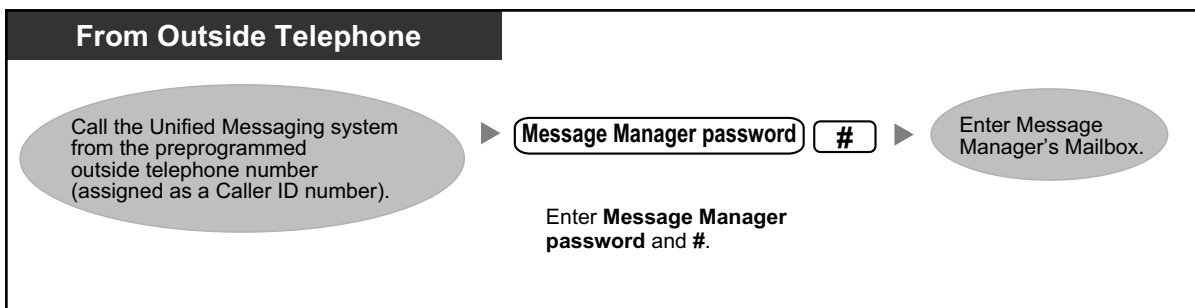 From Outside Telephone
Call the Unified Messaging system
from the preprogrammed
outside telephone number
(assigned as a Caller ID number).
Message Manager password #
Enter Message Manager
password and #.
Enter Message
Manager's Mailbox.